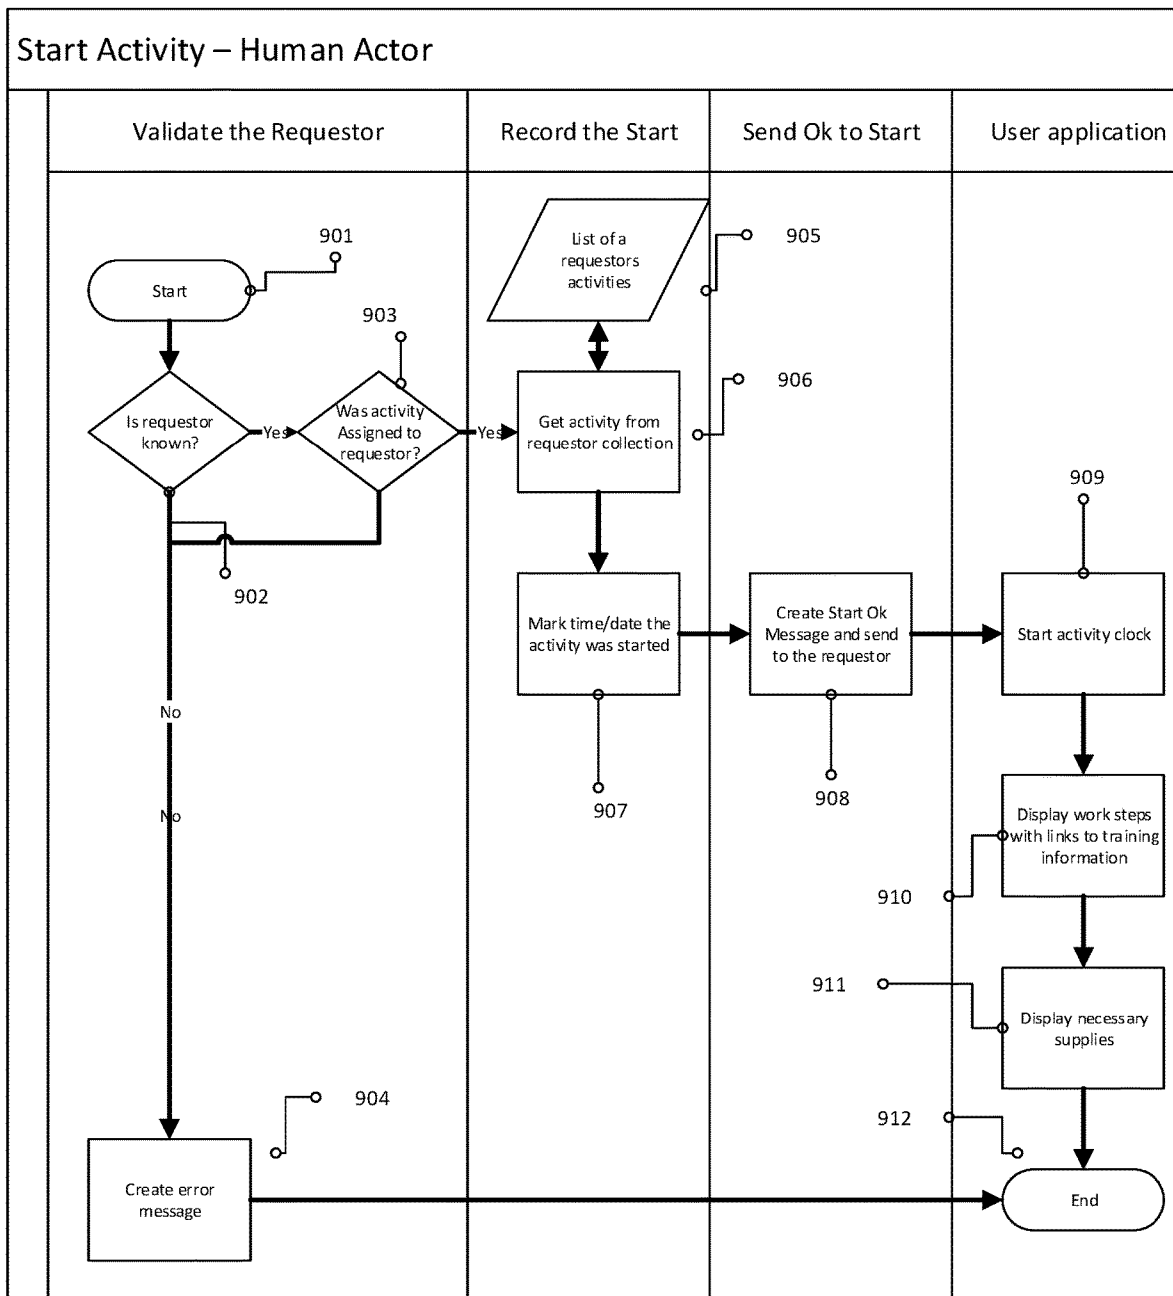 Start Activity – Human Actor
Validate the Requestor
Record the Start
Send Ok to Start
User application
901
Start
903
Is requestor
known?
Yes
Was activity
Assigned to
requestor?
Yes
902
No
No
904
Create error
message
List of a
requestors
activities
905
906
Get activity from
requestor collection
Mark time/date the
activity was started
907
Create Start Ok
Message and send
to the requestor
908
909
Start activity clock
Display work steps
with links to training
information
910
911
Display necessary
supplies
912
End